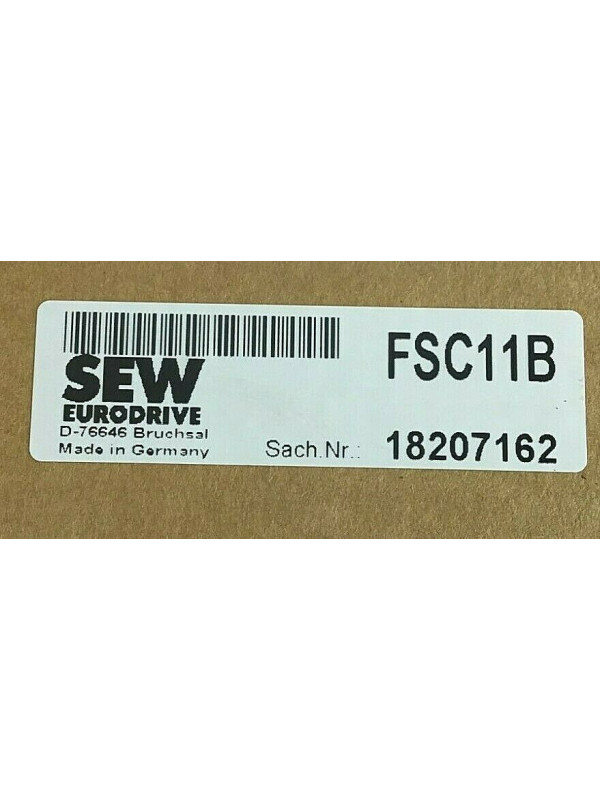 FSC11B
SEW
EURODRIVE
D-76646 Bruchsal
Made in Germany
Sach.Nr.: 18207162